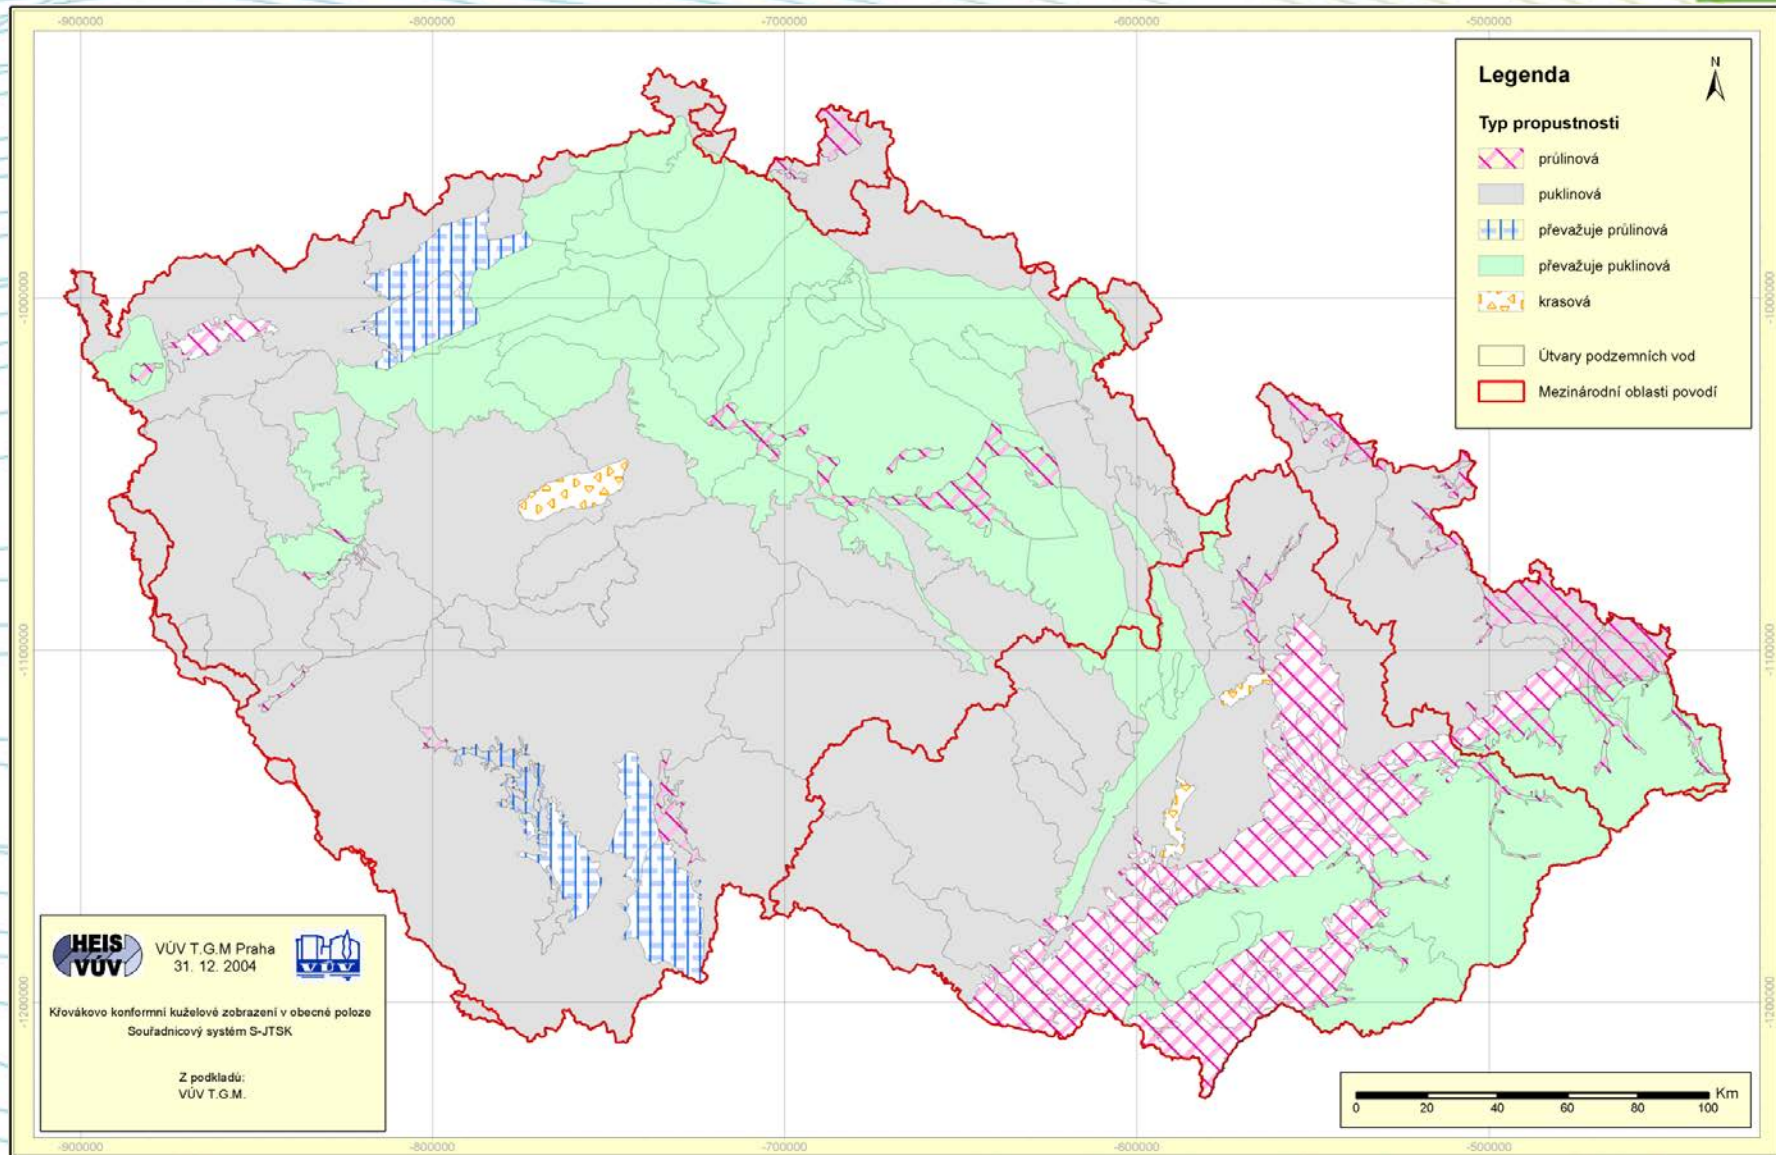 -900000
-800000
-700000
-600000
-500000
Legenda
N
Typ propustnosti
průlinová
puklinová
převažuje průlinová
převažuje puklinová
krasová
Útvary podzemních vod
Mezinárodní oblasti povodí
-1000000
-1000000
-1100000
-1100000
-1200000
-1200000
HEIS
VÚV
VÚV T.G.M Praha
31. 12. 2004
VÚV
Křovákovo konformní kuželové zobrazení v obecné poloze
Souřadnicový systém S-JTSK
Z podkladů:
VÚV T.G.M.
Km
0 20 40 60 80 100
-900000
-800000
-700000
-600000
-500000